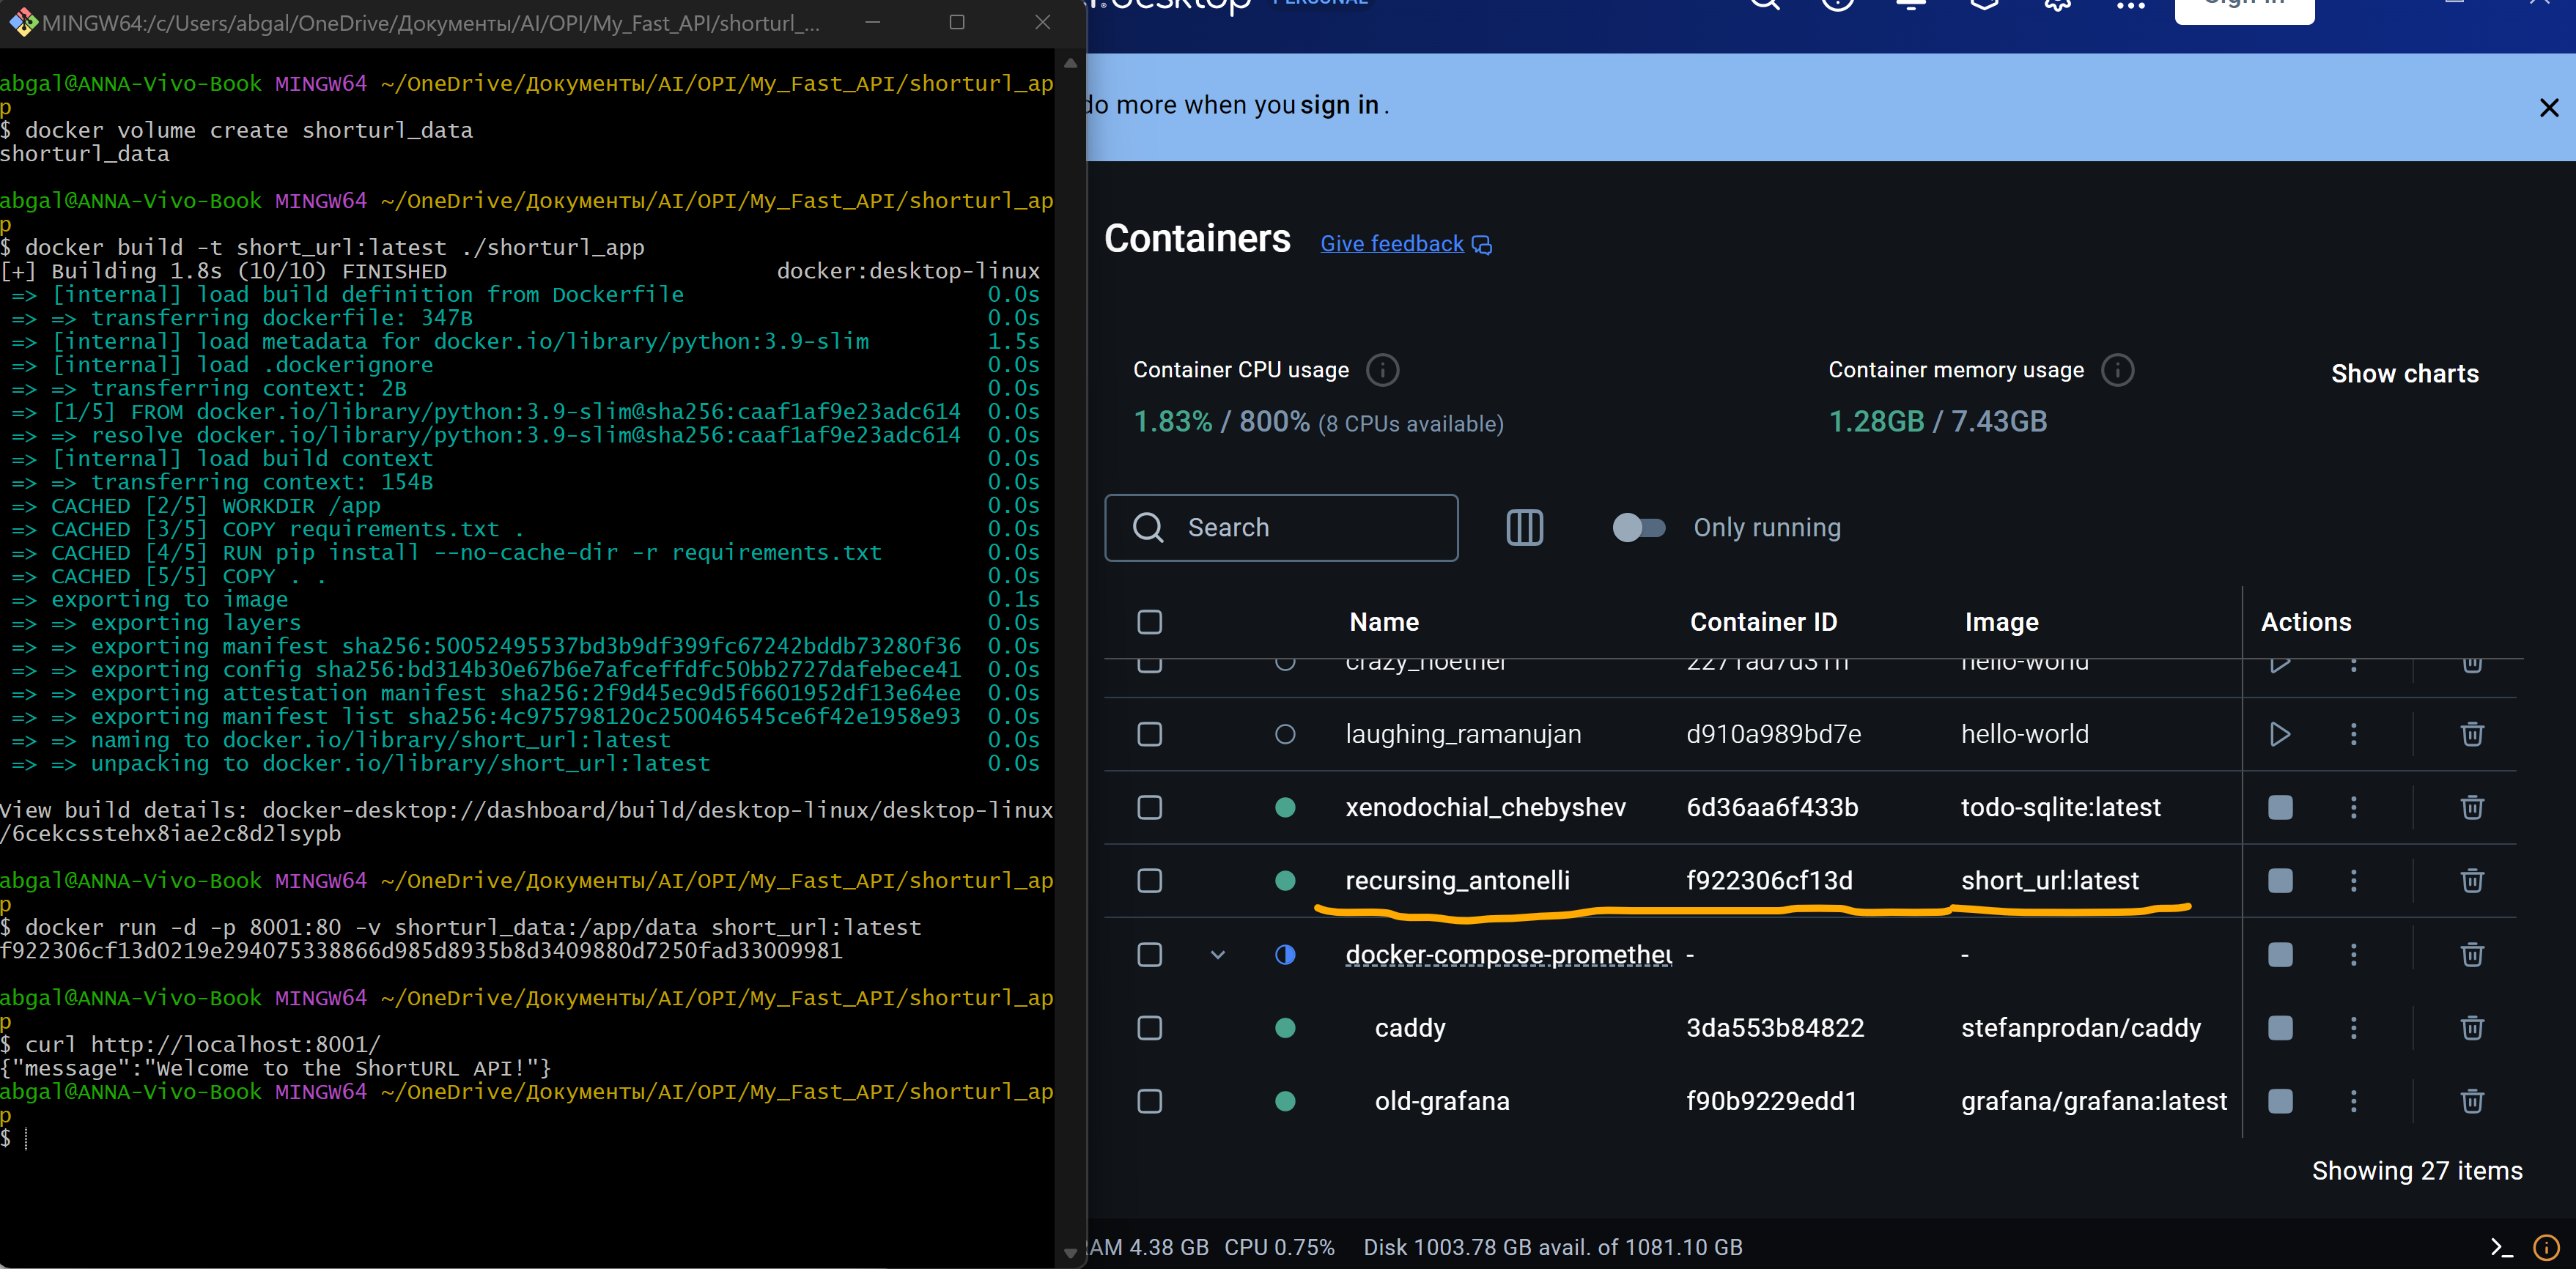 MINGW64:/c/Users/abgal/OneDrive/Документы/AI/OPI/My_Fast_API/shorturl_...
abgal@ANNA-Vivo-Book MINGW64 ~/OneDrive/Документы/AI/OPI/My_Fast_API/shorturl_ap
p
$ docker volume create shorturl_data
shorturl_data
abgal@ANNA-Vivo-Book MINGW64 ~/OneDrive/Документы/AI/OPI/My_Fast_API/shorturl_ap
p
$ docker build -t short_url:latest ./shorturl_app
[+] Building 1.8s (10/10) FINISHED docker:desktop-linux
=> [internal] load build definition from Dockerfile 0.0s
=> => transferring dockerfile: 347B 0.0s
=> [internal] load metadata for docker.io/library/python:3.9-slim 1.5s
=> [internal] load .dockerignore 0.0s
=> => transferring context: 2B 0.0s
=> [1/5] FROM docker.io/library/python:3.9-slim@sha256:caaf1af9e23adc614 0.0s
=> => resolve docker.io/library/python:3.9-slim@sha256:caaf1af9e23adc614 0.0s
=> [internal] load build context 0.0s
=> => transferring context: 154B 0.0s
=> CACHED [2/5] WORKDIR /app 0.0s
=> CACHED [3/5] COPY requirements.txt . 0.0s
=> CACHED [4/5] RUN pip install --no-cache-dir -r requirements.txt 0.0s
=> CACHED [5/5] COPY . . 0.0s
=> exporting to image 0.1s
=> => exporting layers 0.0s
=> => exporting manifest sha256:50052495537bd3b9df399fc67242bddb73280f36 0.0s
=> => exporting config sha256:bd314b30e67b6e7afceffdfc50bb2727dafebece41 0.0s
=> => exporting attestation manifest sha256:2f9d45ec9d5f6601952df13e64ee 0.0s
=> => exporting manifest list sha256:4c975798120c250046545ce6f42e1958e93 0.0s
=> => naming to docker.io/library/short_url:latest 0.0s
=> => unpacking to docker.io/library/short_url:latest 0.0s
View build details: docker-desktop://dashboard/build/desktop-linux/desktop-linux
/6cekcsstehx8iae2c8d2lsypb
abgal@ANNA-Vivo-Book MINGW64 ~/OneDrive/Документы/AI/OPI/My_Fast_API/shorturl_ap
p
$ docker run -d -p 8001:80 -v shorturl_data:/app/data short_url:latest
f922306cf13d0219e294075338866d985d8935b8d3409880d7250fad33009981
abgal@ANNA-Vivo-Book MINGW64 ~/OneDrive/Документы/AI/OPI/My_Fast_API/shorturl_ap
p
$ curl http://localhost:8001/
{"message":"Welcome to the ShortURL API!"}
abgal@ANNA-Vivo-Book MINGW64 ~/OneDrive/Документы/AI/OPI/My_Fast_API/shorturl_ap
p
$
desktop PERSONAL Sign in
do more when you sign in.
Containers Give feedback
Container CPU usage
1.83% / 800% (8 CPUs available)
Container memory usage
1.28GB / 7.43GB
Show charts
Search
Only running
Name Container ID Image Actions
hello-world
laughing_ramanujan d910a989bd7e hello-world
xenodochial_chebyshev 6d36aa6f433b todo-sqlite:latest
recursing_antonelli f922306cf13d short_url:latest
docker-compose-promethe - -
caddy 3da553b84822 stefanprodan/caddy
old-grafana f90b9229edd1 grafana/grafana:latest
Showing 27 items
RAM 4.38 GB CPU 0.75% Disk 1003.78 GB avail. of 1081.10 GB